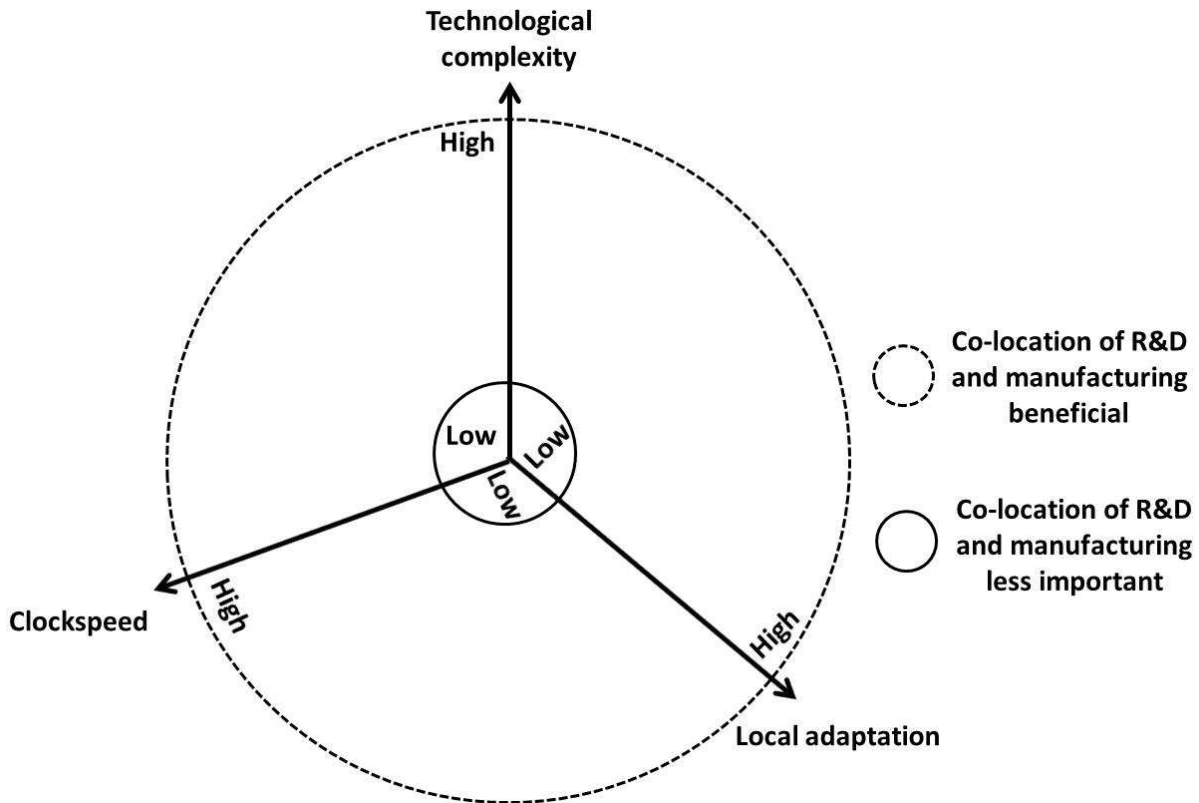 Technological
complexity
High
Low
Low
Low
High
Clockspeed
High
Local adaptation
Co-location of R&D
and manufacturing
beneficial
Co-location of R&D
and manufacturing
less important